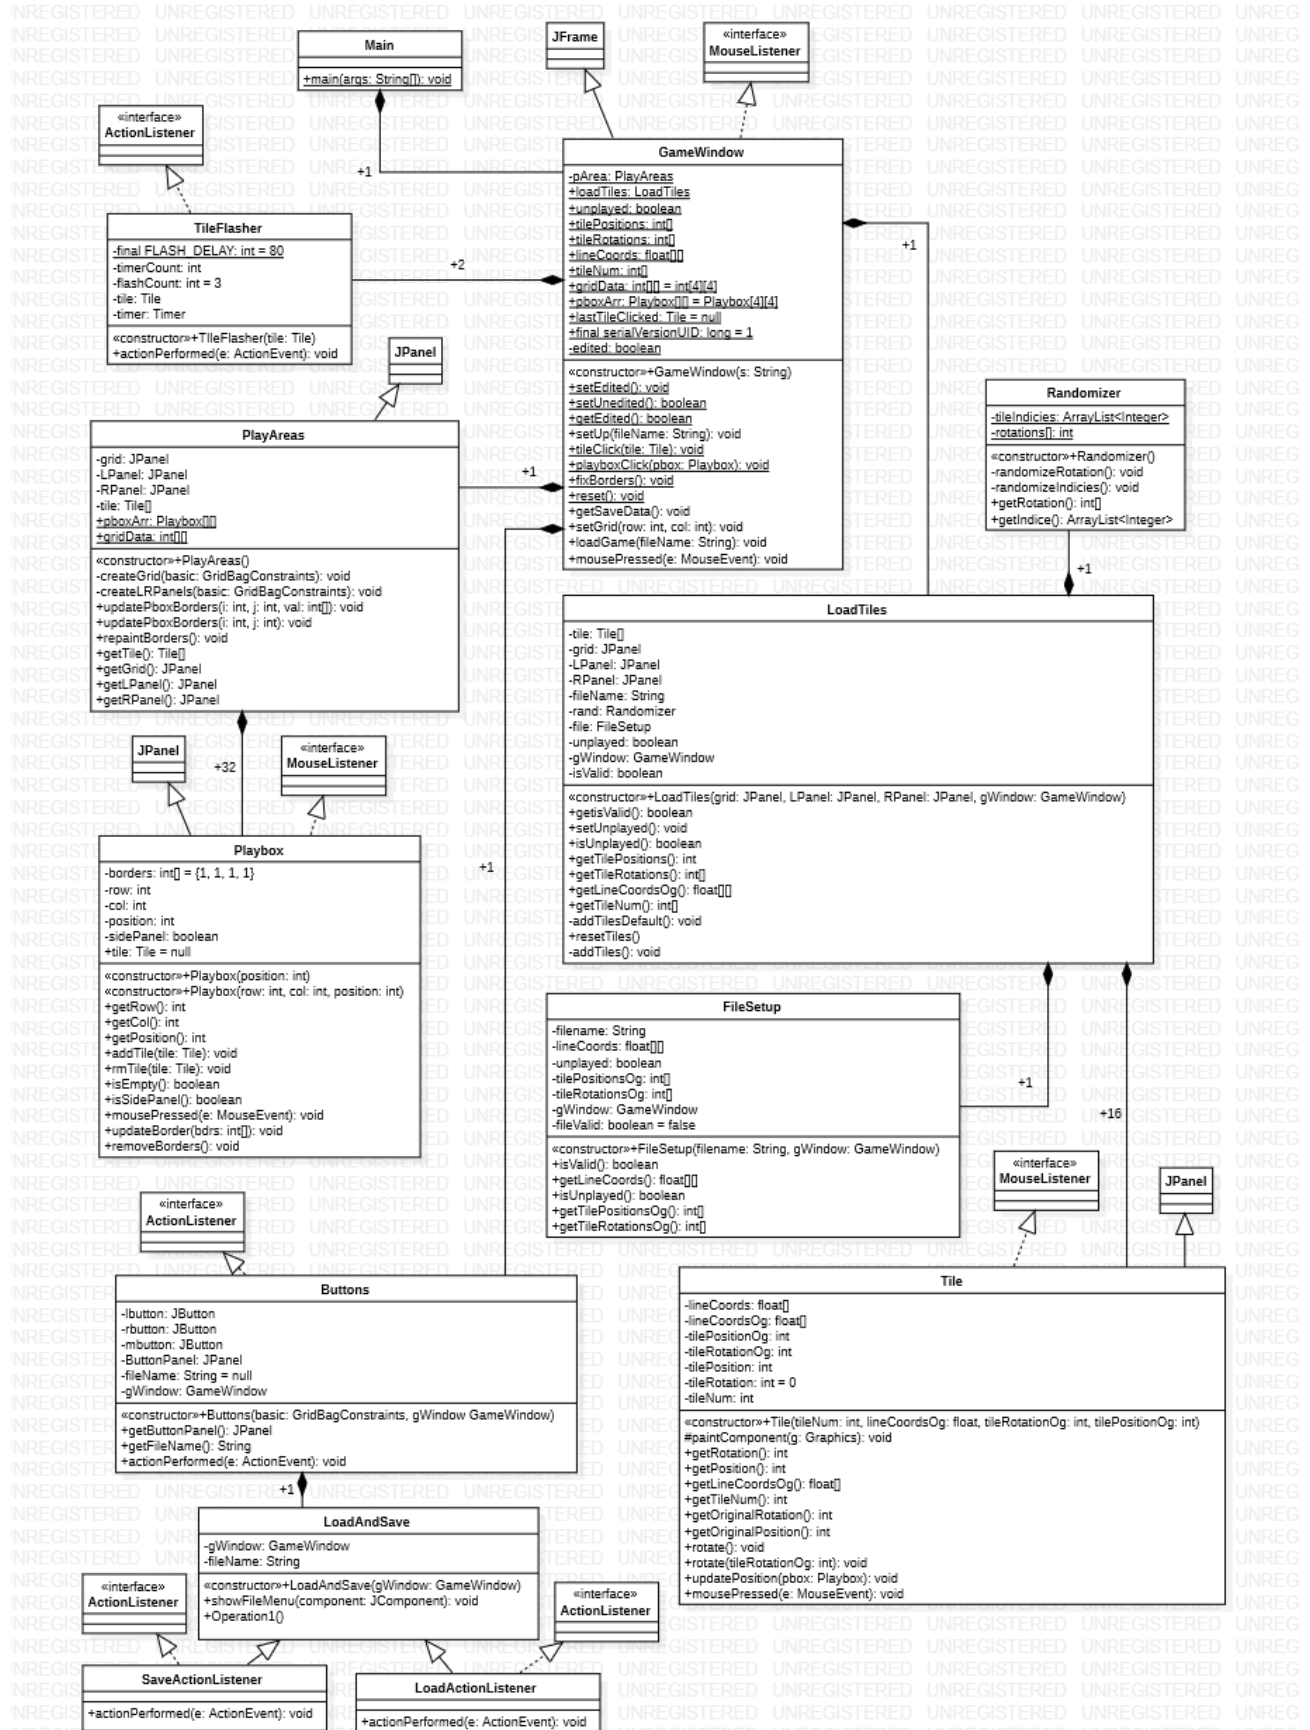 Main
+main(args: String[]): void
JFrame
«interface»
MouseListener
«interface»
ActionListener
+1
GameWindow
-pArea: PlayAreas
+loadTiles: LoadTiles
+unplayed: boolean
+tilePositions: int[]
+tileRotations: int[]
+lineCoords: float[][]
+tileNum: int[]
+gridData: int[][] = int[4][4]
+pboxArr: Playbox[][] = Playbox[4][4]
+lastTileClicked: Tile = null
+final serialVersionUID: long = 1
-edited: boolean
«constructor»+GameWindow(s: String)
+setEdited(): void
+setUnedited(): boolean
+getEdited(): boolean
+setUp(fileName: String): void
+tileClick(tile: Tile): void
+playboxClick(pbox: Playbox): void
+fixBorders(): void
+reset(): void
+getSaveData(): void
+setGrid(row: int, col: int): void
+loadGame(fileName: String): void
+mousePressed(e: MouseEvent): void
TileFlasher
-final FLASH_DELAY: int = 80
-timerCount: int
-flashCount: int = 3
-tile: Tile
-timer: Timer
«constructor»+TIleFlasher(tile: Tile)
+actionPerformed(e: ActionEvent): void
+2
+1
JPanel
PlayAreas
-grid: JPanel
-LPanel: JPanel
-RPanel: JPanel
-tile: Tile[]
+pboxArr: Playbox[][]
+gridData: int[][]
«constructor»+PlayAreas()
-createGrid(basic: GridBagConstraints): void
-createLRPanels(basic: GridBagConstraints): void
+updatePboxBorders(i: int, j: int, val: int[]): void
+updatePboxBorders(i: int, j: int): void
+repaintBorders(): void
+getTile(): Tile[]
+getGrid(): JPanel
+getLPanel(): JPanel
+getRPanel(): JPanel
+1
Randomizer
-tileIndicies: ArrayList<Integer>
-rotations[]: int
«constructor»+Randomizer()
-randomizeRotation(): void
-randomizeIndicies(): void
+getRotation(): int[]
+getIndice(): ArrayList<Integer>
+1
LoadTiles
-tile: Tile[]
-grid: JPanel
-LPanel: JPanel
-RPanel: JPanel
-fileName: String
-rand: Randomizer
-file: FileSetup
-unplayed: boolean
-gWindow: GameWindow
-isValid: boolean
«constructor»+LoadTiles(grid: JPanel, LPanel: JPanel, RPanel: JPanel, gWindow: GameWindow)
+getisValid(): boolean
+setUnplayed(): void
+isUnplayed(): boolean
+getTilePositions(): int
+getTileRotations(): int[]
+getLineCoordsOg(): float[][]
+getTileNum(): int[]
-addTilesDefault(): void
+resetTiles()
-addTiles(): void
JPanel
+32
«interface»
MouseListener
Playbox
-borders: int[] = {1, 1, 1, 1}
-row: int
-col: int
-position: int
-sidePanel: boolean
+tile: Tile = null
«constructor»+Playbox(position: int)
«constructor»+Playbox(row: int, col: int, position: int)
+getRow(): int
+getCol(): int
+getPosition(): int
+addTile(tile: Tile): void
+rmTile(tile: Tile): void
+isEmpty(): boolean
+isSidePanel(): boolean
+mousePressed(e: MouseEvent): void
+updateBorder(bdrs: int[]): void
+removeBorders(): void
+1
FileSetup
-filename: String
-lineCoords: float[][]
-unplayed: boolean
-tilePositionsOg: int[]
-tileRotationsOg: int[]
-gWindow: GameWindow
-fileValid: boolean = false
«constructor»+FileSetup(filename: String, gWindow: GameWindow)
+isValid(): boolean
+getLineCoords(): float[][]
+isUnplayed(): boolean
+getTilePositionsOg(): int[]
+getTileRotationsOg(): int[]
+1
+16
«interface»
MouseListener
JPanel
Tile
-lineCoords: float[]
-lineCoordsOg: float[]
-tilePositionOg: int
-tileRotationOg: int
-tilePosition: int
-tileRotation: int = 0
-tileNum: int
«constructor»+Tile(tileNum: int, lineCoordsOg: float, tileRotationOg: int, tilePositionOg: int)
#paintComponent(g: Graphics): void
+getRotation(): int
+getPosition(): int
+getLineCoordsOg(): float[]
+getTileNum(): int
+getOriginalRotation(): int
+getOriginalPosition(): int
+rotate(): void
+rotate(tileRotationOg: int): void
+updatePosition(pbox: Playbox): void
+mousePressed(e: MouseEvent): void
«interface»
ActionListener
Buttons
-lbutton: JButton
-rbutton: JButton
-mbutton: JButton
-ButtonPanel: JPanel
-fileName: String = null
-gWindow: GameWindow
«constructor»+Buttons(basic: GridBagConstraints, gWindow GameWindow)
+getButtonPanel(): JPanel
+getFileName(): String
+actionPerformed(e: ActionEvent): void
+1
LoadAndSave
-gWindow: GameWindow
-fileName: String
«constructor»+LoadAndSave(gWindow: GameWindow)
+showFileMenu(component: JComponent): void
+Operation1()
«interface»
ActionListener
«interface»
ActionListener
SaveActionListener
+actionPerformed(e: ActionEvent): void
LoadActionListener
+actionPerformed(e: ActionEvent): void
UNREGISTERED